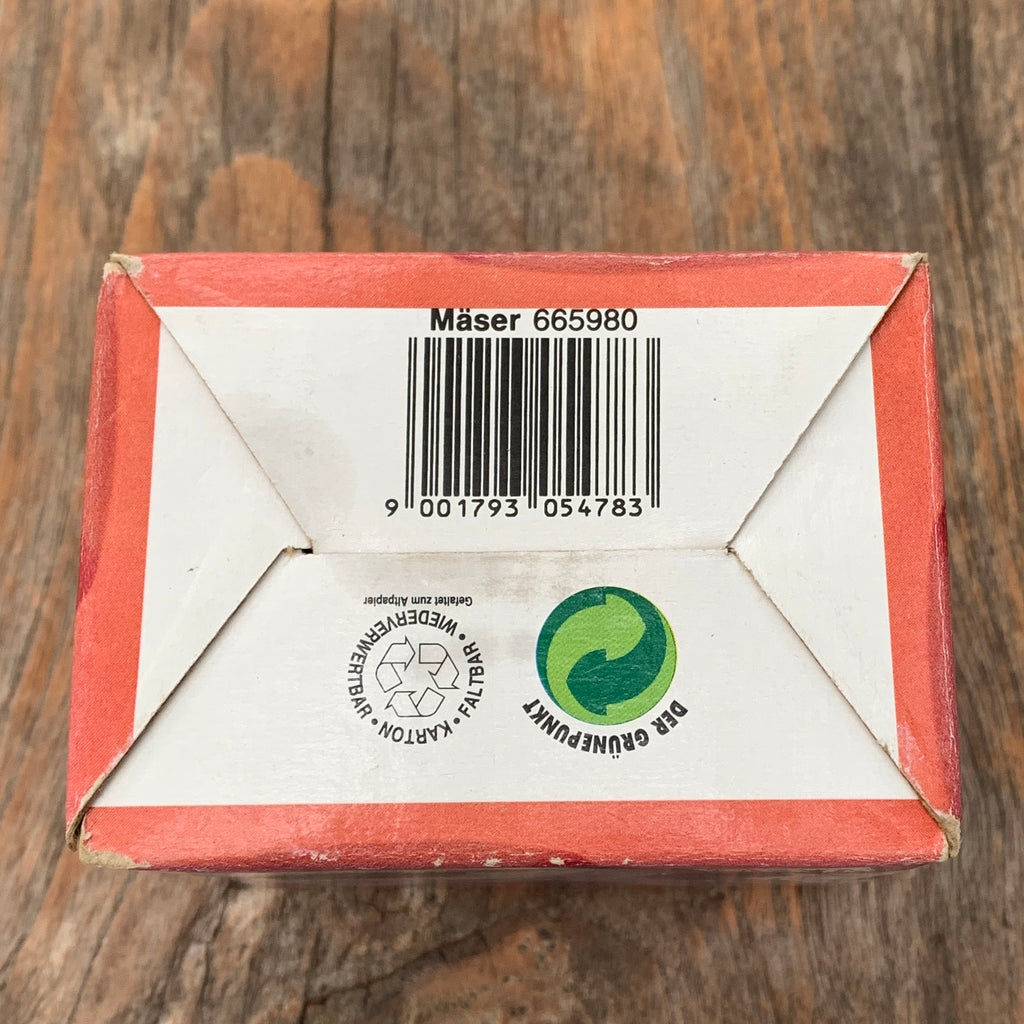 Mäser 665980
9 001793 054783
Gefaltet zum Altpapier
KARTON • FALTBAR • WIEDERVERWERTBAR •
DER GRÜNE PUNKT